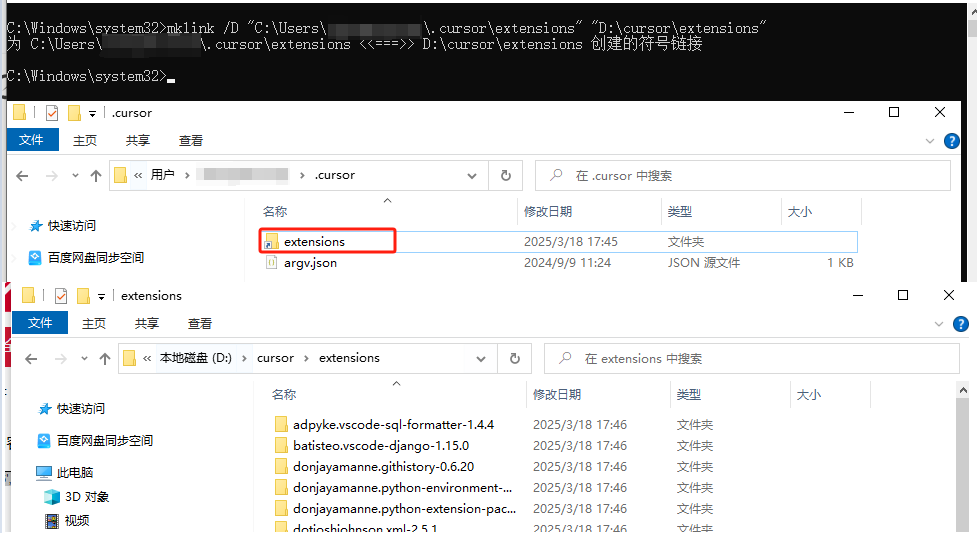 C:\Windows\system32>mklink /D "C:\Users\ \.cursor\extensions" "D:\cursor\extensions"
为 C:\Users\ \.cursor\extensions <<===>> D:\cursor\extensions 创建的符号链接
C:\Windows\system32>
.cursor
文件 主页 共享 查看
« 用户 › › .cursor 在 .cursor 中搜索
名称 修改日期 类型 大小
快速访问
extensions 2025/3/18 17:45 文件夹
百度网盘同步空间
argv.json 2024/9/9 11:24 JSON 源文件 1 KB
extensions
文件 主页 共享 查看
« 本地磁盘 (D:) › cursor › extensions 在 extensions 中搜索
名称 修改日期 类型 大小
快速访问
adpyke.vscode-sql-formatter-1.4.4 2025/3/18 17:46 文件夹
百度网盘同步空间
batisteo.vscode-django-1.15.0 2025/3/18 17:46 文件夹
donjayamanne.githistory-0.6.20 2025/3/18 17:46 文件夹
此电脑
donjayamanne.python-environment-... 2025/3/18 17:46 文件夹
3D 对象
donjayamanne.python-extension-pac... 2025/3/18 17:46 文件夹
视频
dotjoshjohnson.xml-2.5.1 2025/3/18 17:46 文件夹